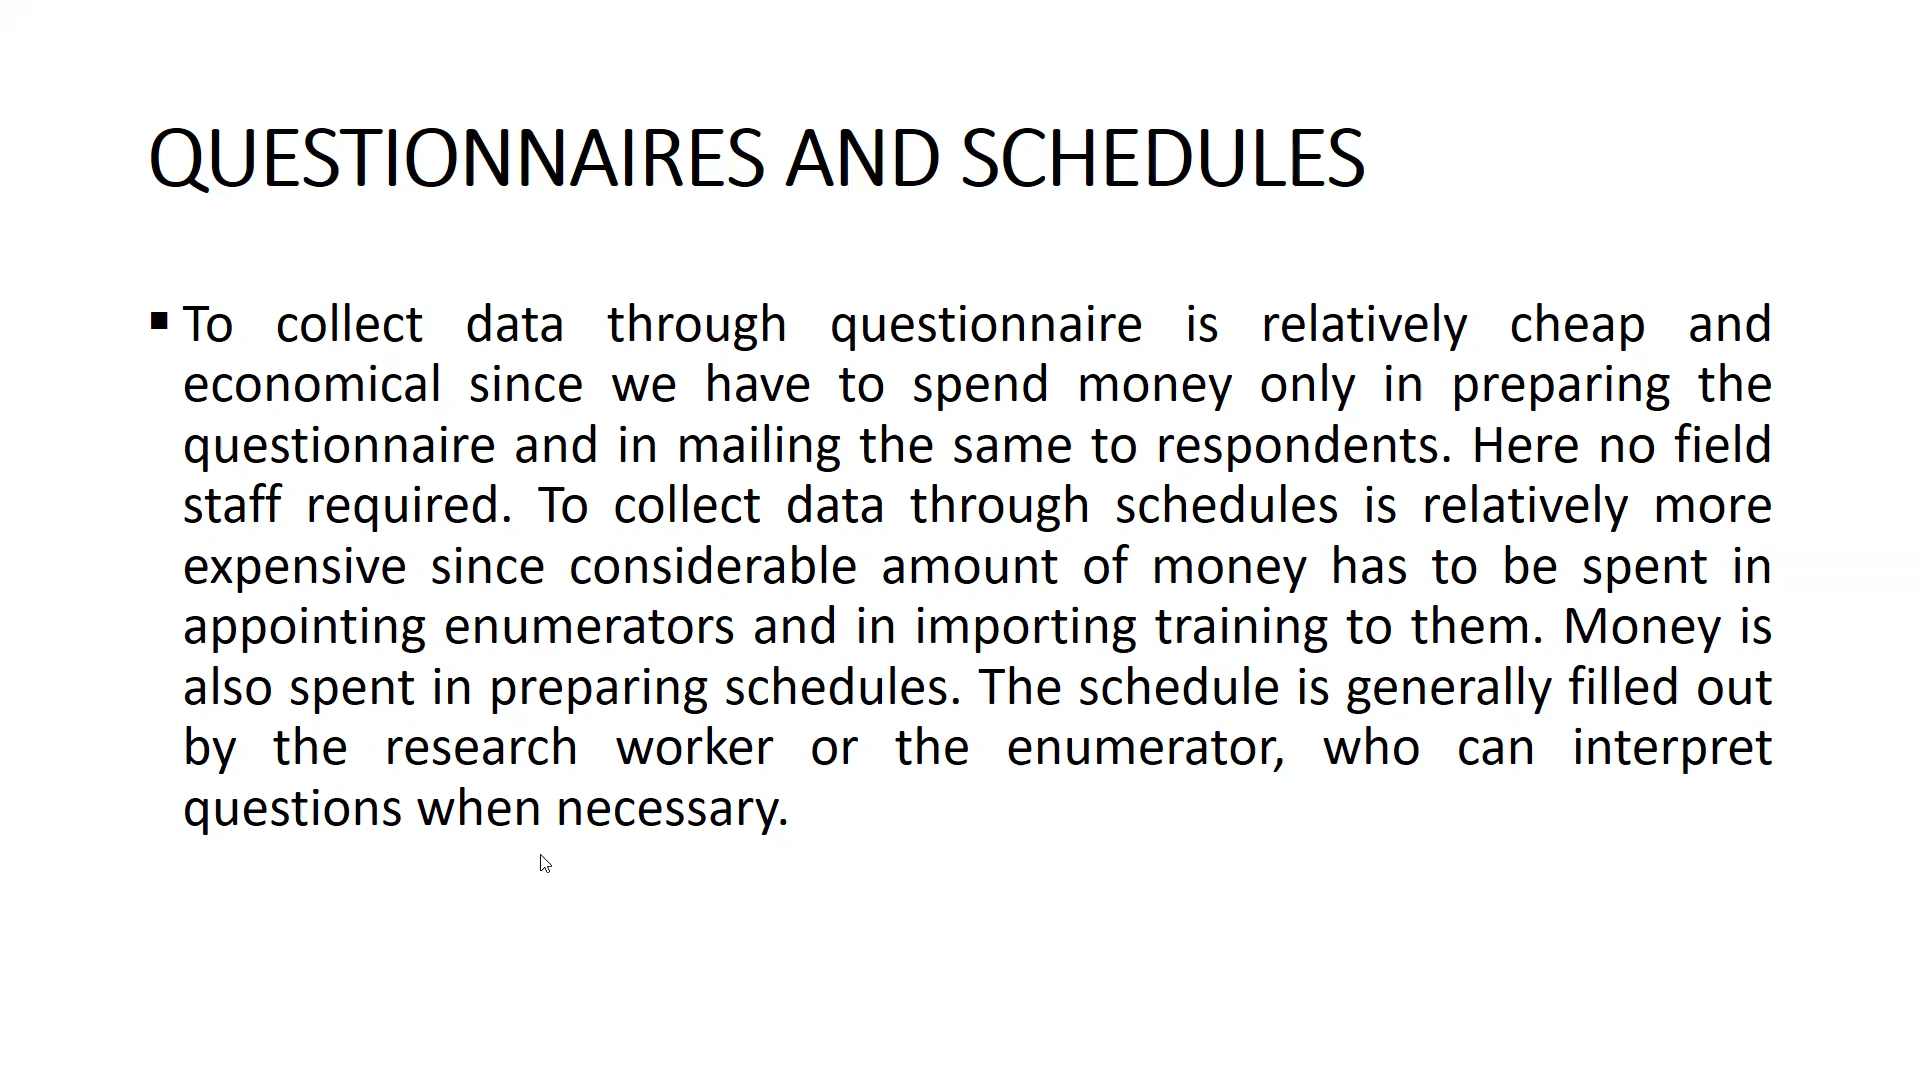 QUESTIONNAIRES AND SCHEDULES
▪ To collect data through questionnaire is relatively cheap and
economical since we have to spend money only in preparing the
questionnaire and in mailing the same to respondents. Here no field
staff required. To collect data through schedules is relatively more
expensive since considerable amount of money has to be spent in
appointing enumerators and in importing training to them. Money is
also spent in preparing schedules. The schedule is generally filled out
by the research worker or the enumerator, who can interpret
questions when necessary.